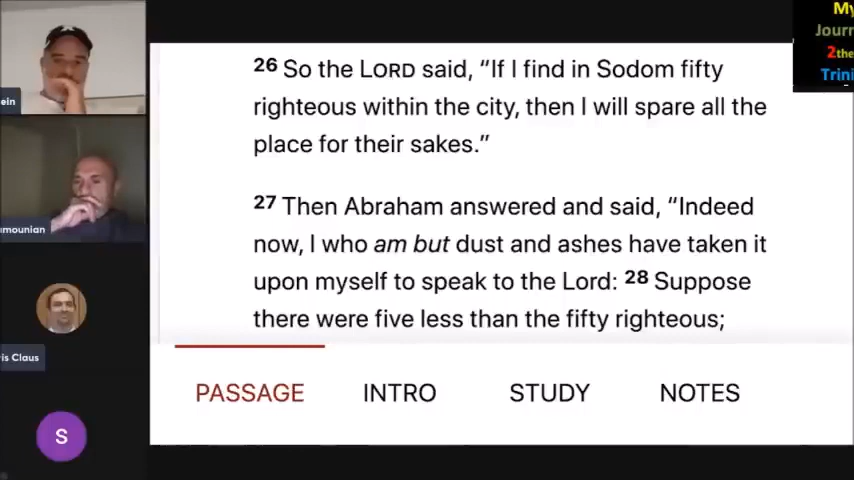 My
Journ
2the
Trini
ein
26 So the LORD said, “If I find in Sodom fifty
righteous within the city, then I will spare all the
place for their sakes.”
amounian
27 Then Abraham answered and said, “Indeed
now, I who am but dust and ashes have taken it
upon myself to speak to the Lord: 28 Suppose
there were five less than the fifty righteous;
is Claus
PASSAGE INTRO STUDY NOTES
S